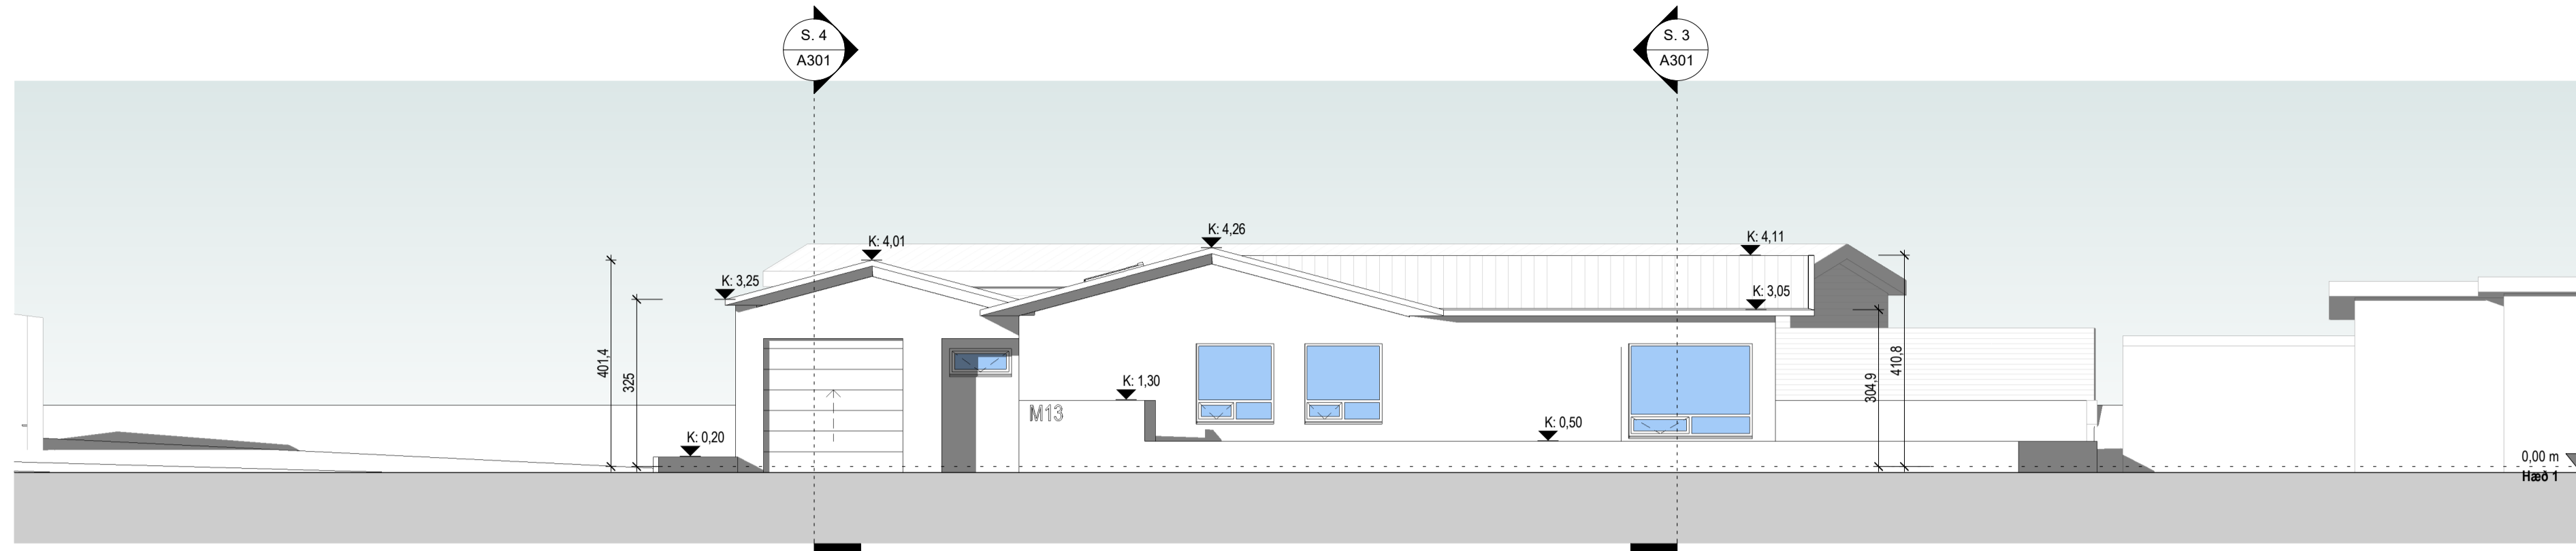 S. 4
A301
S. 3
A301
K: 4,01
K: 4,26
K: 4,11
K: 3,25
K: 3,05
401,4
325
304,9
410,8
K: 1,30
M13
K: 0,20
K: 0,50
0,00 m
Hæð 1